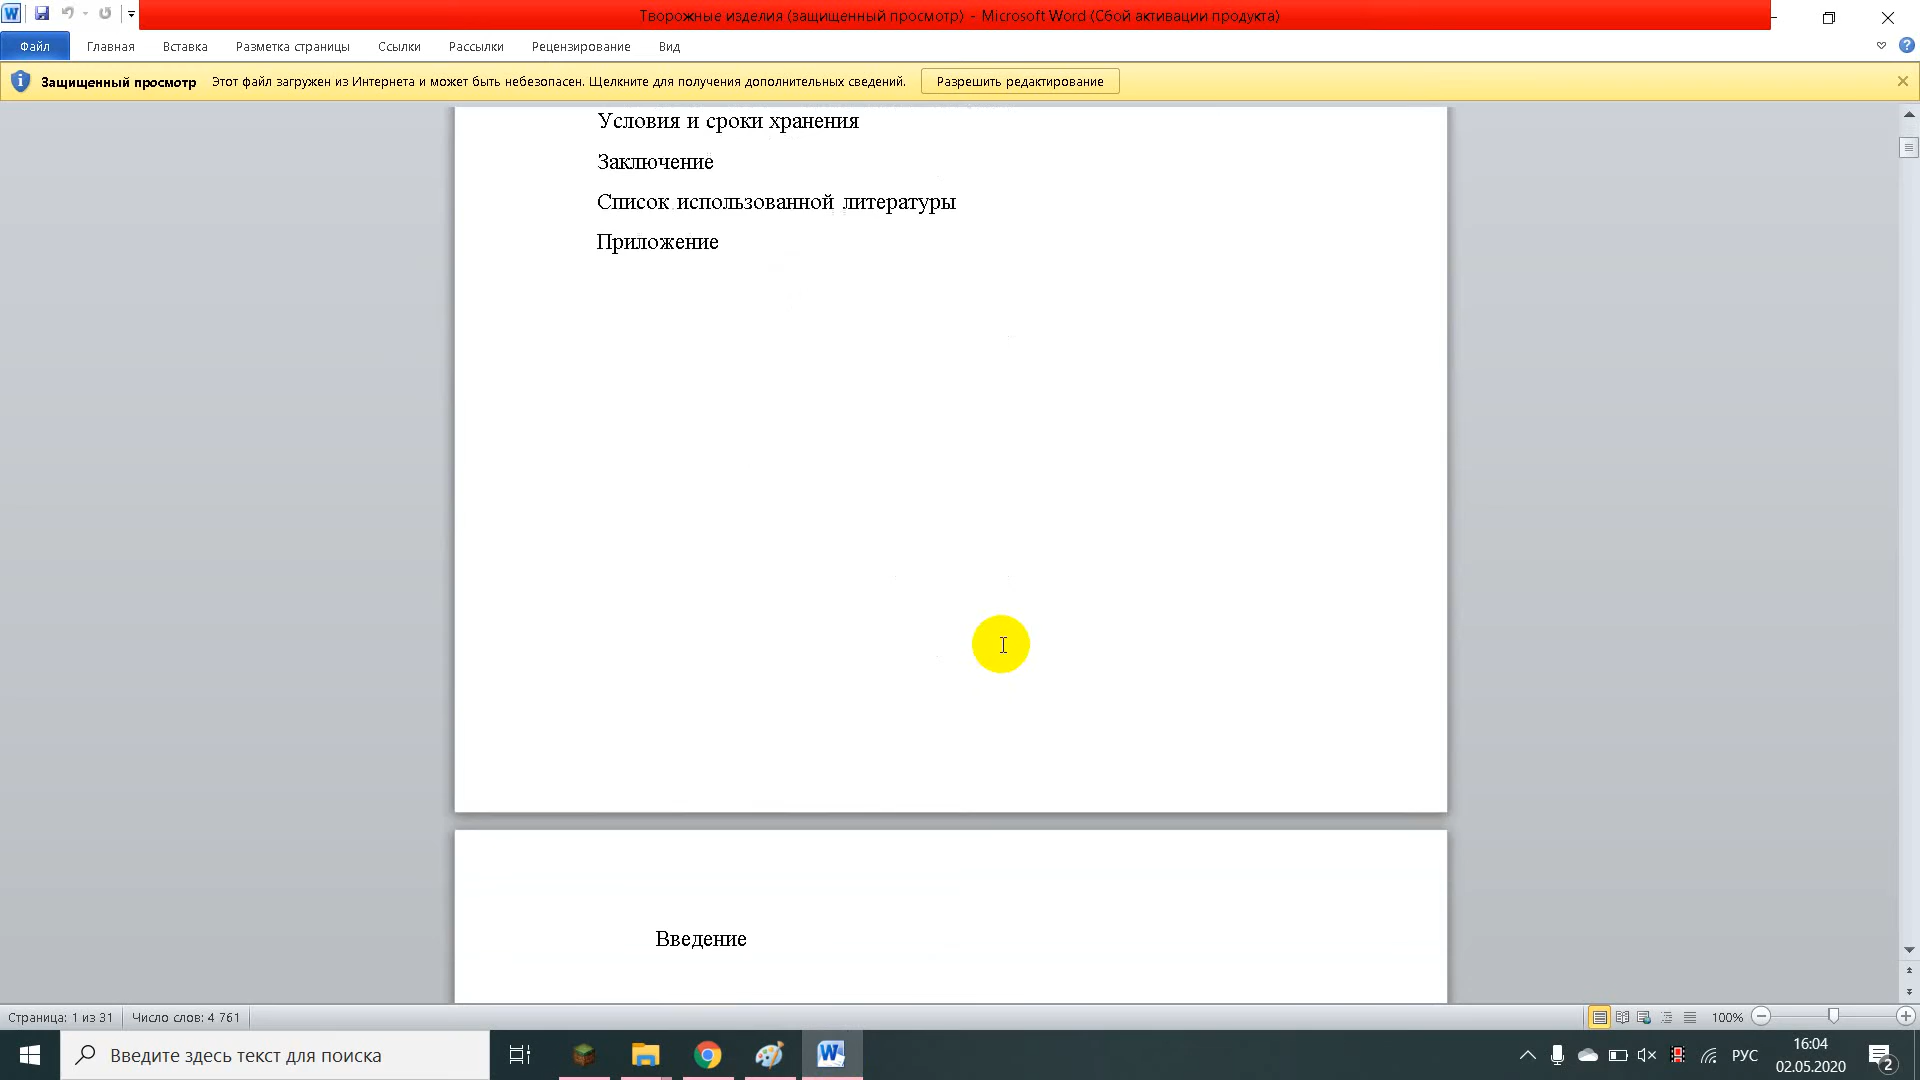 Творожные изделия (защищенный просмотр) - Microsoft Word (Сбой активации продукта)
Файл Главная Вставка Разметка страницы Ссылки Рассылки Рецензирование Вид
Защищенный просмотр Этот файл загружен из Интернета и может быть небезопасен. Щелкните для получения дополнительных сведений. Разрешить редактирование
Условия и сроки хранения
Заключение
Список использованной литературы
Приложение
Введение
Страница: 1 из 31 Число слов: 4 761 100%
Введите здесь текст для поиска РУС
16:04
02.05.2020
2